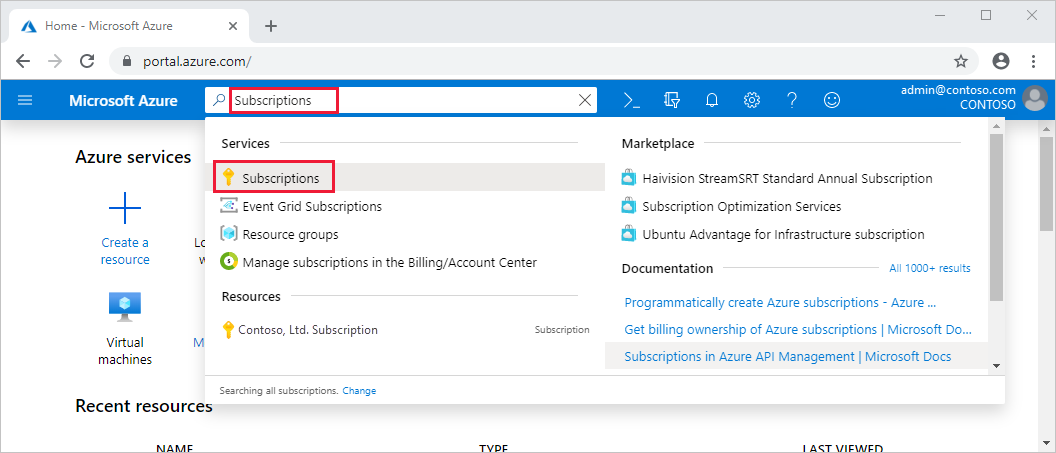 Home - Microsoft Azure
portal.azure.com/
Microsoft Azure
Subscriptions
admin@contoso.com
CONTOSO
Azure services
Create a
resource
Lo
w
Virtual
machines
M
Services
Subscriptions
Event Grid Subscriptions
Resource groups
Manage subscriptions in the Billing/Account Center
Resources
Contoso, Ltd. Subscription
Subscription
Marketplace
Haivision StreamSRT Standard Annual Subscription
Subscription Optimization Services
Ubuntu Advantage for Infrastructure subscription
Documentation
All 1000+ results
Programmatically create Azure subscriptions - Azure ...
Get billing ownership of Azure subscriptions | Microsoft Do...
Subscriptions in Azure API Management | Microsoft Docs
Searching all subscriptions. Change
Recent resources
NAME TYPE LAST VIEWED